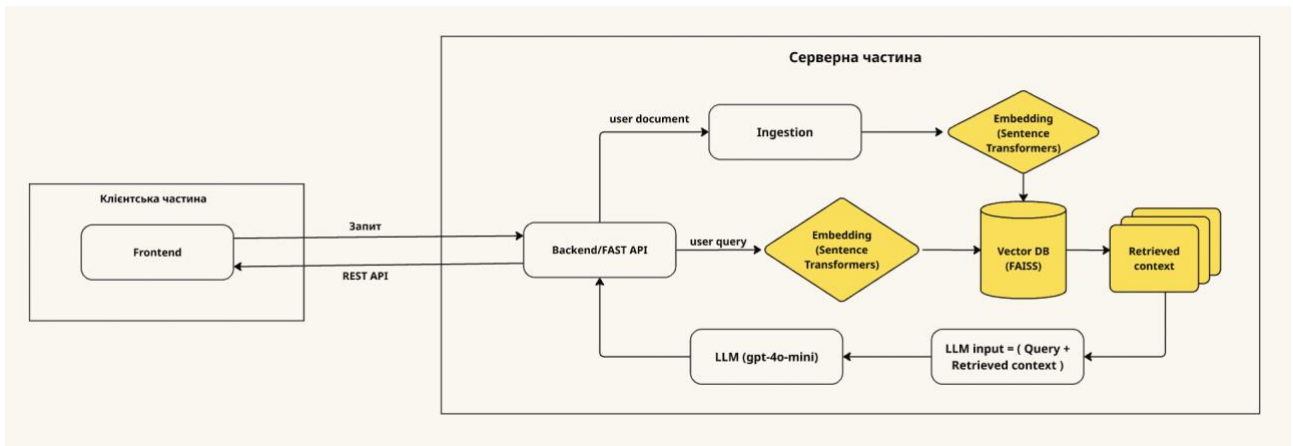 Серверна частина
user document
Ingestion
Embedding
(Sentence
Transformers)
Клієнтська частина
Frontend
Запит
REST API
Backend/FAST API
user query
Embedding
(Sentence
Transformers)
Vector DB
(FAISS)
Retrieved
context
LLM (gpt-4o-mini)
LLM input = ( Query +
Retrieved context )